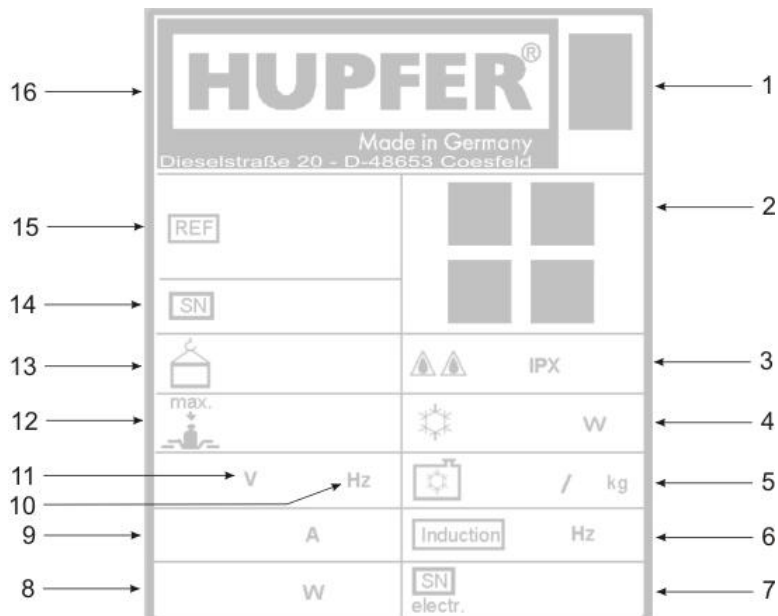 HUPFER®
Made in Germany
Dieselstraße 20 - D-48653 Coesfeld
16
1
15
REF
2
14
SN
13
IPX
3
12
max.
W
4
11
V
Hz
10
/ kg
5
9
A
Induction
Hz
6
8
W
SN
electr.
7